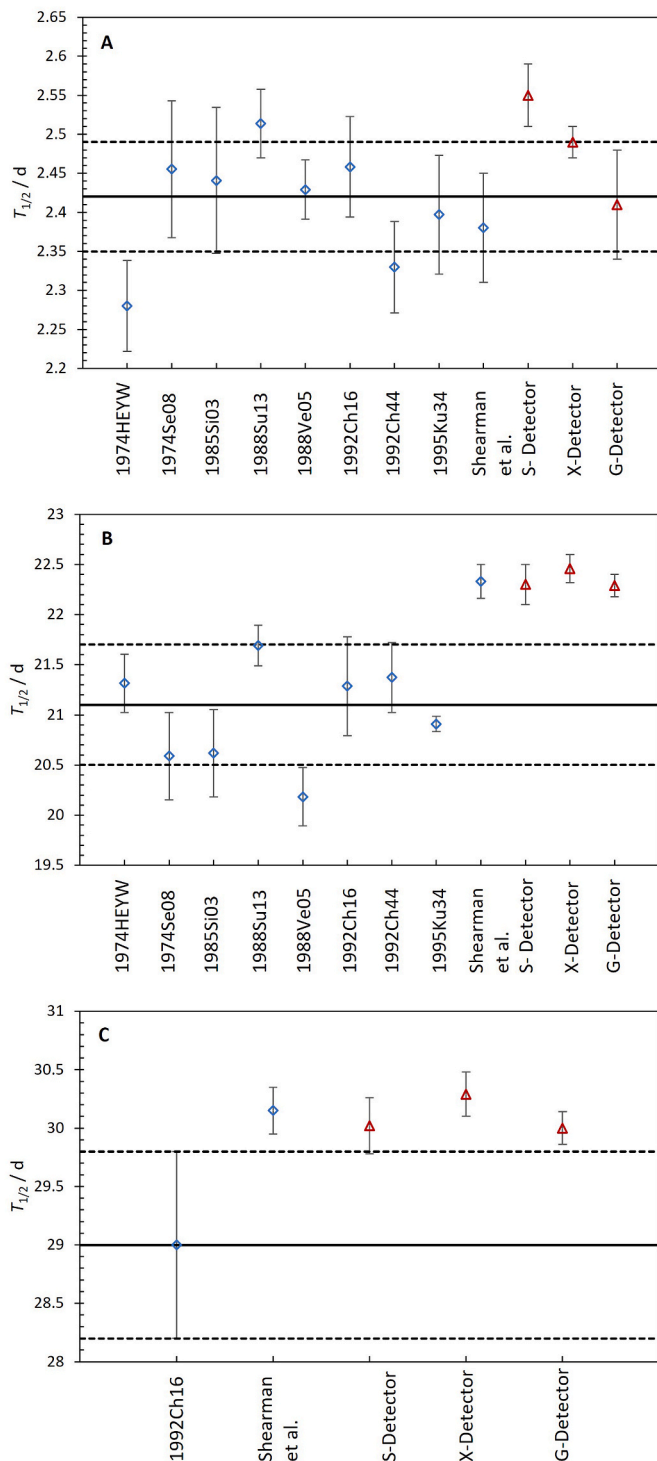 A
2.65
2.6
2.55
2.5
2.45
2.4
2.35
2.3
2.25
2.2
T1/2 / d
1974HEYW
1974Se08
1985Si03
1988Su13
1988Ve05
1992Ch16
1992Ch44
1995Ku34
Shearman
et al.
S- Detector
X-Detector
G-Detector
B
23
22.5
22
21.5
21
20.5
20
19.5
T1/2 / d
1974HEYW
1974Se08
1985Si03
1988Su13
1988Ve05
1992Ch16
1992Ch44
1995Ku34
Shearman
et al.
S- Detector
X-Detector
G-Detector
C
31
30.5
30
29.5
29
28.5
28
T1/2 / d
1992Ch16
Shearman
et al.
S-Detector
X-Detector
G-Detector